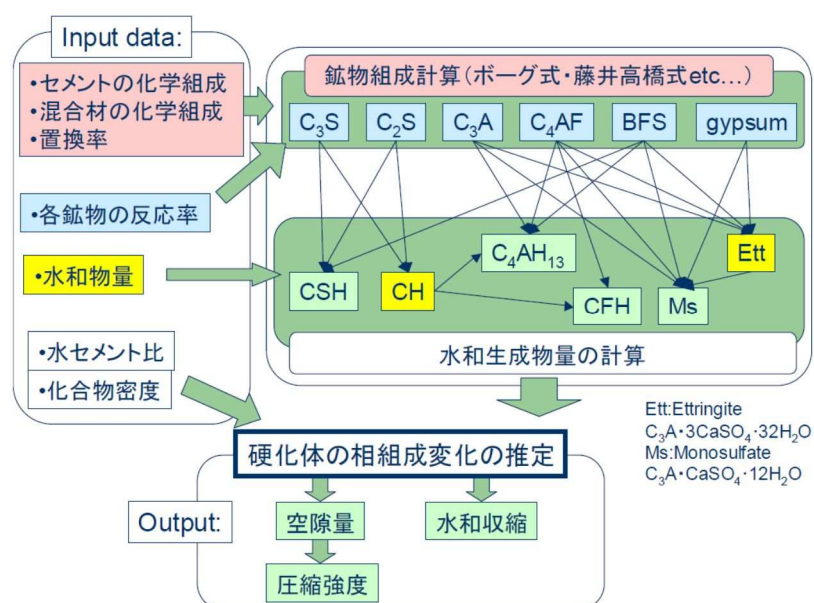 Input data:
•セメントの化学組成
•混合材の化学組成
•置換率
•各鉱物の反応率
•水和物量
•水セメント比
•化合物密度
鉱物組成計算(ボーグ式・藤井高橋式etc...)
C₃S
C₂S
C₃A
C₄AF
BFS
gypsum
C₄AH₁₃
Ett
CSH
CH
CFH
Ms
水和生成物量の計算
Ett:Ettringite
C₃A・3CaSO₄・32H₂O
Ms:Monosulfate
C₃A・CaSO₄・12H₂O
硬化体の相組成変化の推定
Output:
空隙量
水和収縮
圧縮強度